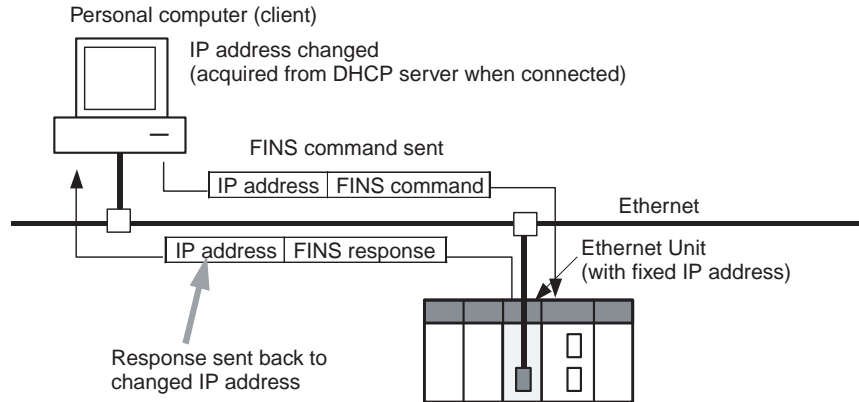 Personal computer (client)
IP address changed
(acquired from DHCP server when connected)
FINS command sent
IP address FINS command
Ethernet
IP address FINS response
Ethernet Unit
(with fixed IP address)
Response sent back to
changed IP address